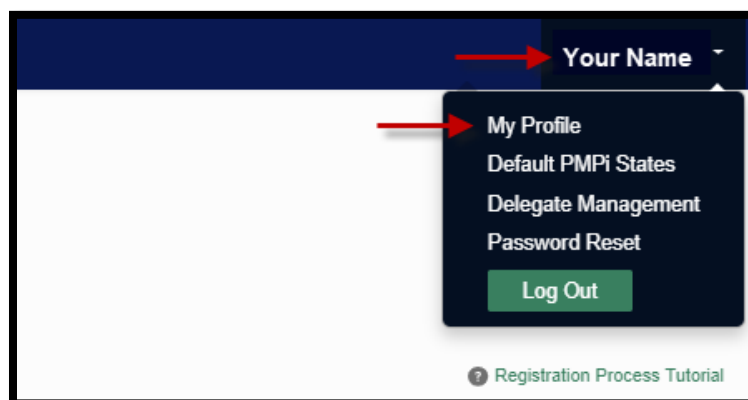 Your Name
My Profile
Default PMPi States
Delegate Management
Password Reset
Log Out
Registration Process Tutorial